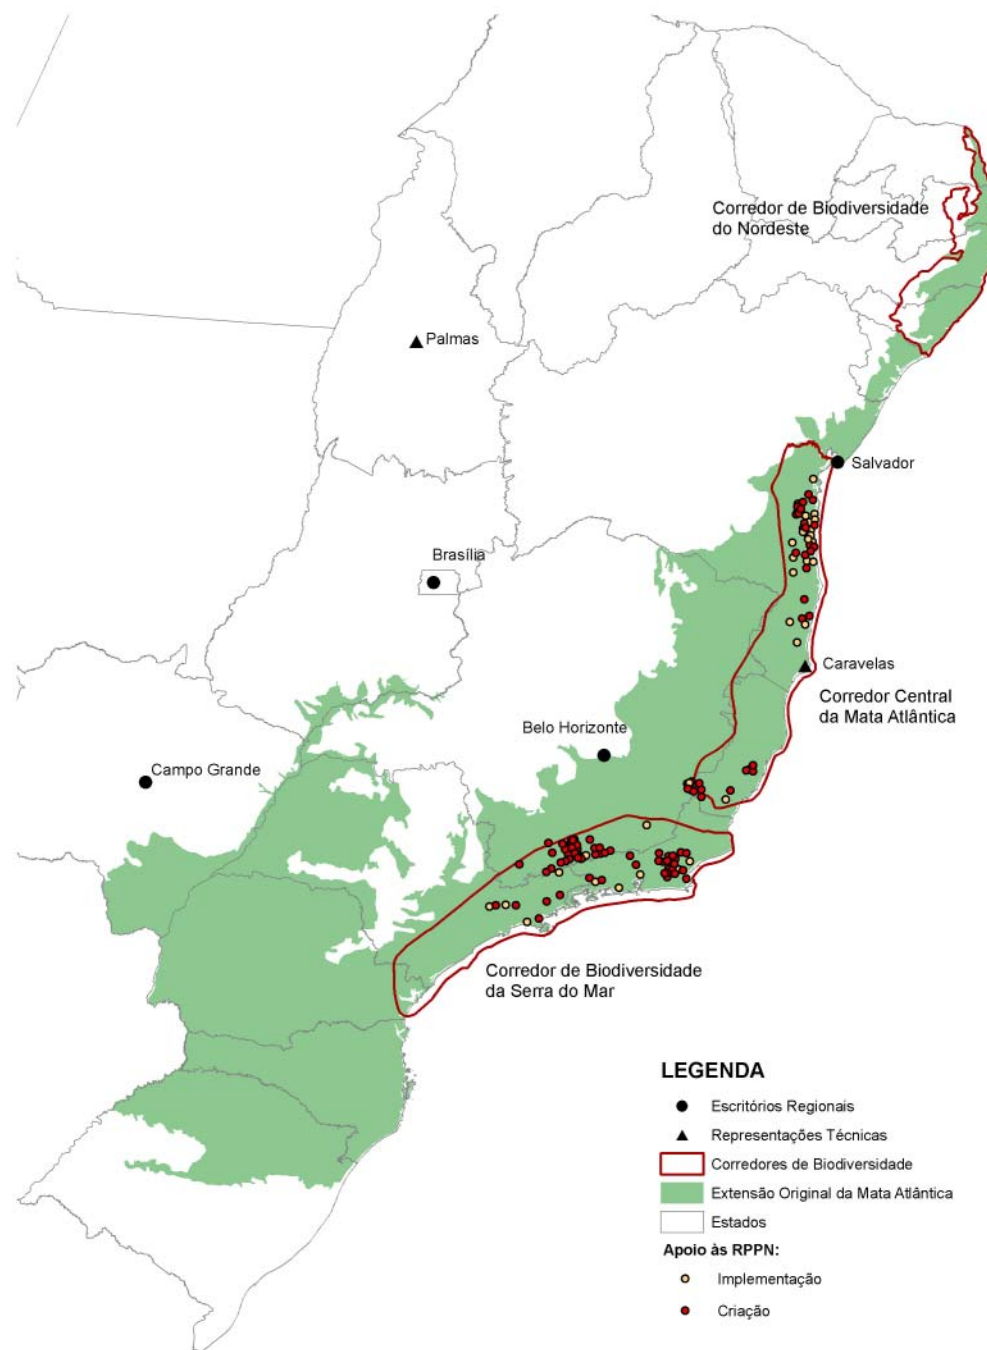 Corredor de Biodiversidade
do Nordeste
Palmas
Salvador
Brasília
Caravelas
Corredor Central
da Mata Atlântica
Belo Horizonte
Campo Grande
Corredor de Biodiversidade
da Serra do Mar
LEGENDA
Escritórios Regionais
Representações Técnicas
Corredores de Biodiversidade
Extensão Original da Mata Atlântica
Estados
Apoio às RPPN:
Implementação
Criação